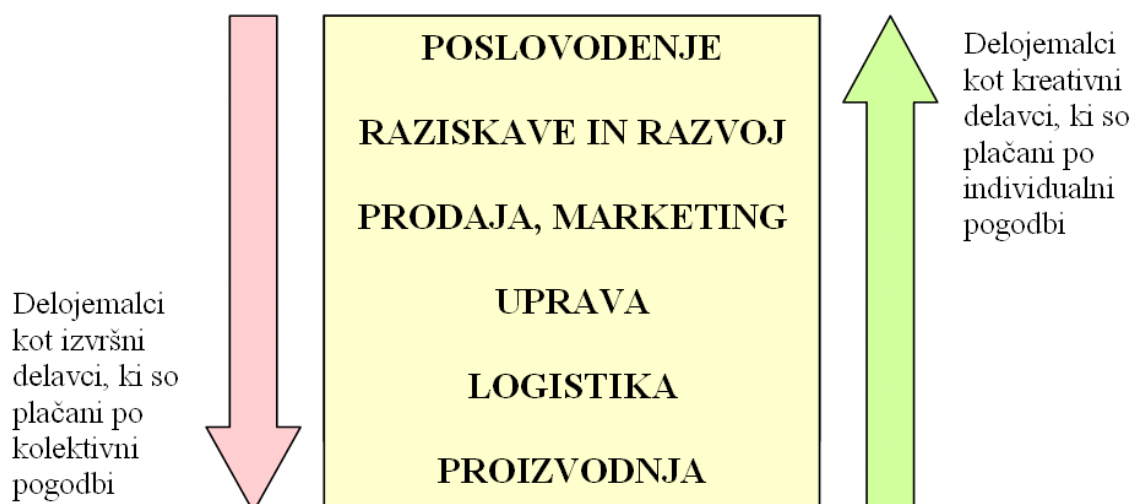 POSLOVODENJE
RAZISKAVE IN RAZVOJ
PRODAJA, MARKETING
UPRAVA
LOGISTIKA
PROIZVODNJA
Delojemalci
kot izvršni
delavci, ki so
plačani po
kolektivni
pogodbi
Delojemalci
kot kreativni
delavci, ki so
plačani po
individualni
pogodbi